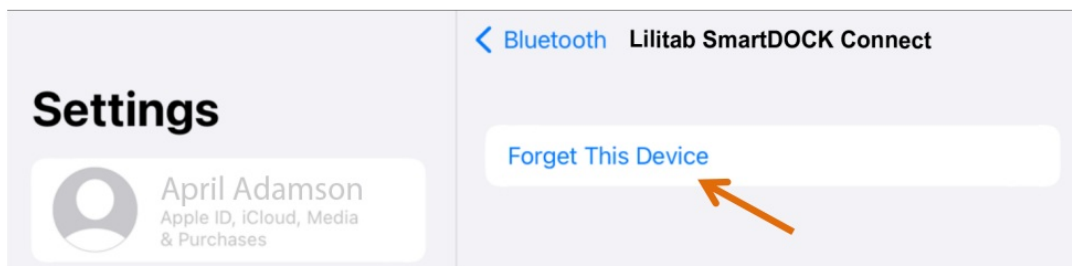 Bluetooth Lilitab SmartDOCK Connect
Settings
Forget This Device
April Adamson
Apple ID, iCloud, Media
& Purchases